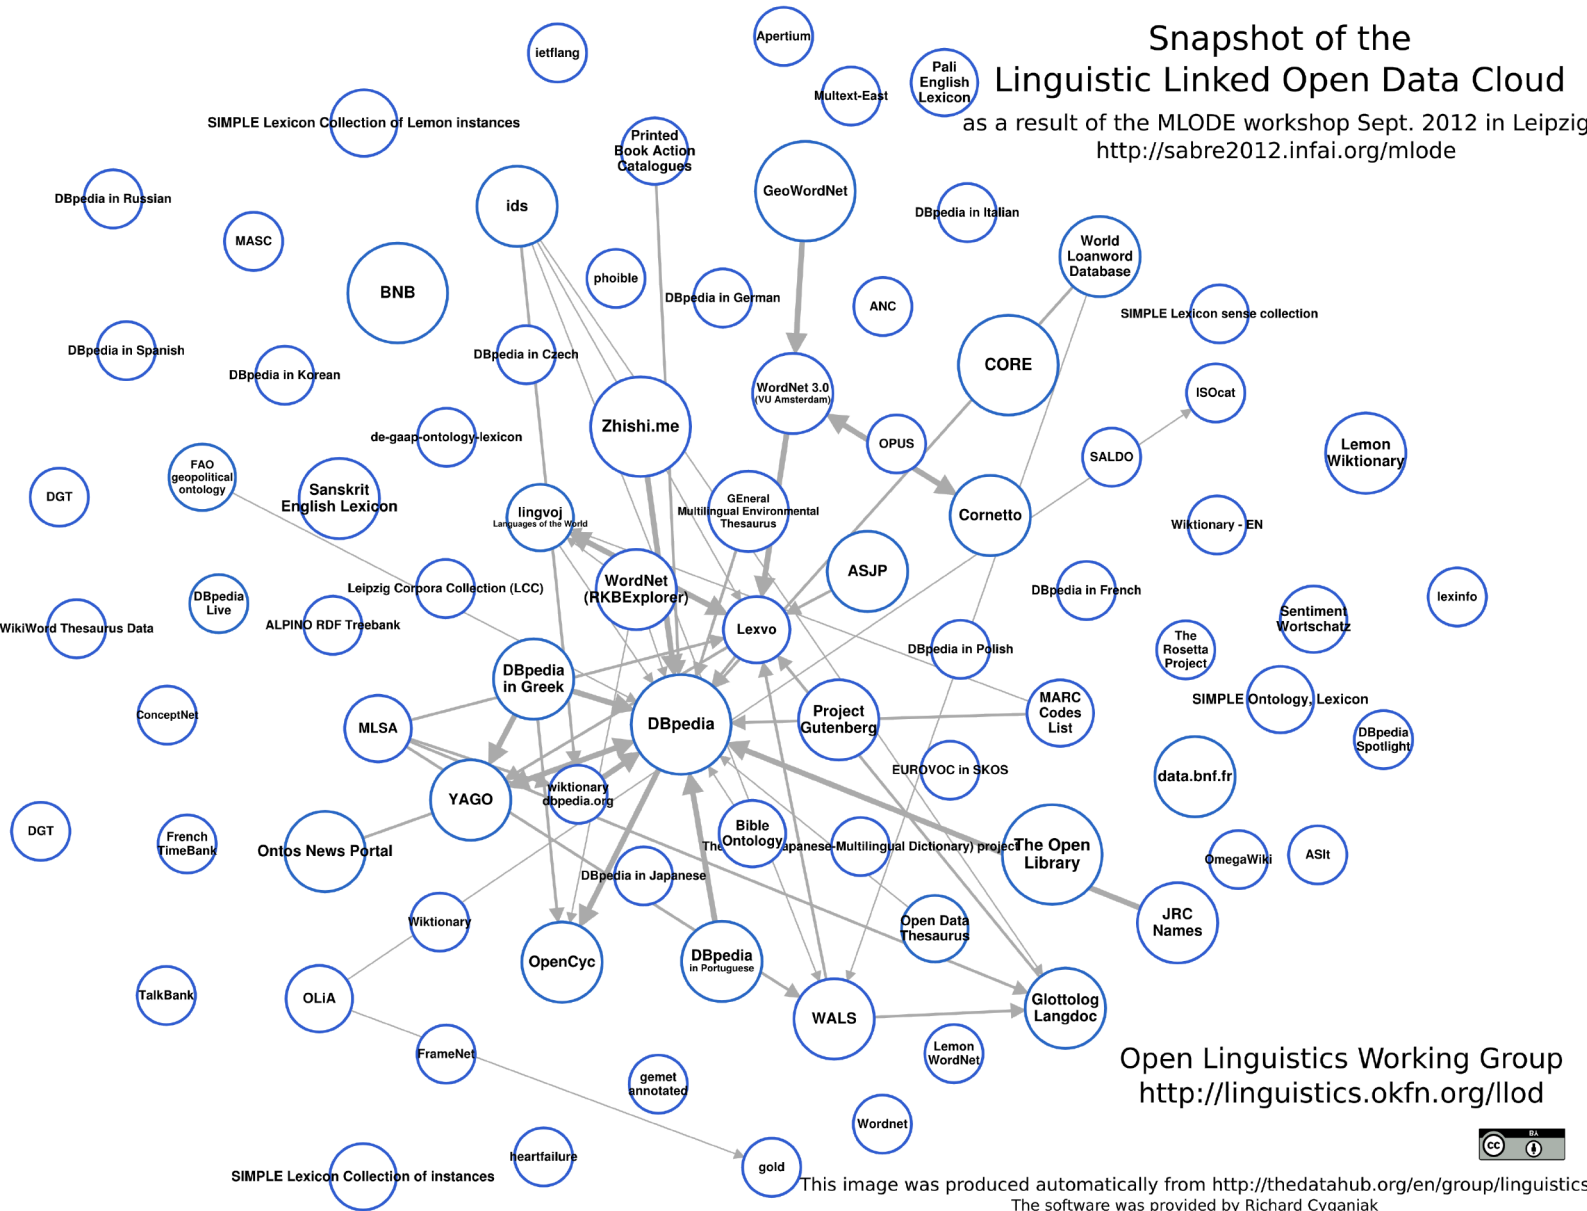 Snapshot of the
Linguistic Linked Open Data Cloud
as a result of the MLODE workshop Sept. 2012 in Leipzig
http://sabre2012.infai.org/mlode
Apertium
ietflang
Multext-East
Pali
English
Lexicon
SIMPLE Lexicon Collection of Lemon instances
Printed
Book Action
Catalogues
GeoWordNet
DBpedia in Russian
ids
DBpedia in Italian
MASC
World
Loanword
Database
phoible
BNB
DBpedia in German
ANC
SIMPLE Lexicon sense collection
DBpedia in Spanish
DBpedia in Czech
DBpedia in Korean
CORE
WordNet 3.0
(VU Amsterdam)
ISOcat
Zhishi.me
de-gaap-ontology-lexicon
OPUS
SALDO
Lemon
Wiktionary
FAO
geopolitical
ontology
DGT
Sanskrit
English Lexicon
lingvoj
Languages of the World
GEneral
Multilingual Environmental
Thesaurus
Cornetto
Wiktionary - EN
ASJP
Leipzig Corpora Collection (LCC)
WordNet
(RKBExplorer)
DBpedia in French
lexinfo
DBpedia
Live
WikiWord Thesaurus Data
ALPINO RDF Treebank
Lexvo
Sentiment
Wortschatz
DBpedia in Polish
The
Rosetta
Project
DBpedia
in Greek
SIMPLE Ontology, Lexicon
ConceptNet
MLSA
DBpedia
Project
Gutenberg
MARC
Codes
List
DBpedia
Spotlight
EUROVOC in SKOS
data.bnf.fr
YAGO
wiktionary
dbpedia.org
DGT
French
TimeBank
Ontos News Portal
Bible
Ontology
The
apanese-Multilingual Dictionary) project
The Open
Library
OmegaWiki
ASIt
DBpedia in Japanese
Wiktionary
Open Data
Thesaurus
JRC
Names
OpenCyc
DBpedia
in Portuguese
TalkBank
OLiA
WALS
Glottolog
Langdoc
FrameNet
Lemon
WordNet
gemet
annotated
Open Linguistics Working Group
http://linguistics.okfn.org/llod
Wordnet
heartfailure
SIMPLE Lexicon Collection of instances
gold
cc
BY
This image was produced automatically from http://thedatahub.org/en/group/linguistics
The software was provided by Richard Cyganiak